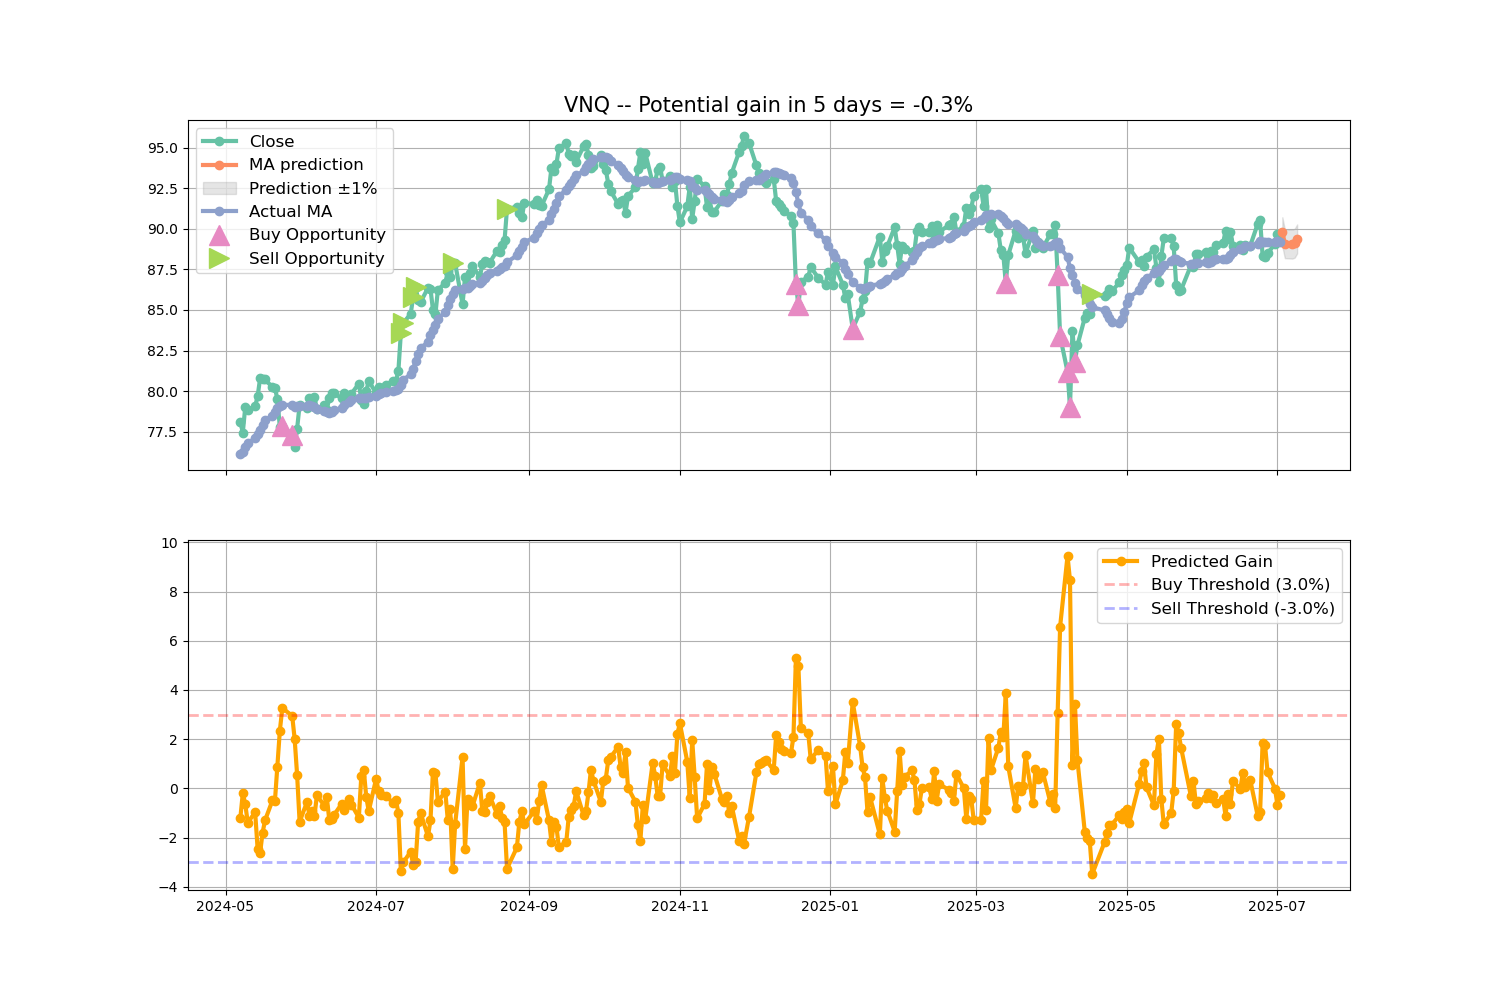 VNQ -- Potential gain in 5 days = -0.3%
95.0
92.5
90.0
87.5
85.0
82.5
80.0
77.5
Close
MA prediction
Prediction ±1%
Actual MA
Buy Opportunity
Sell Opportunity
10
8
6
4
2
0
−2
−4
Predicted Gain
Buy Threshold (3.0%)
Sell Threshold (-3.0%)
2024-05
2024-07
2024-09
2024-11
2025-01
2025-03
2025-05
2025-07